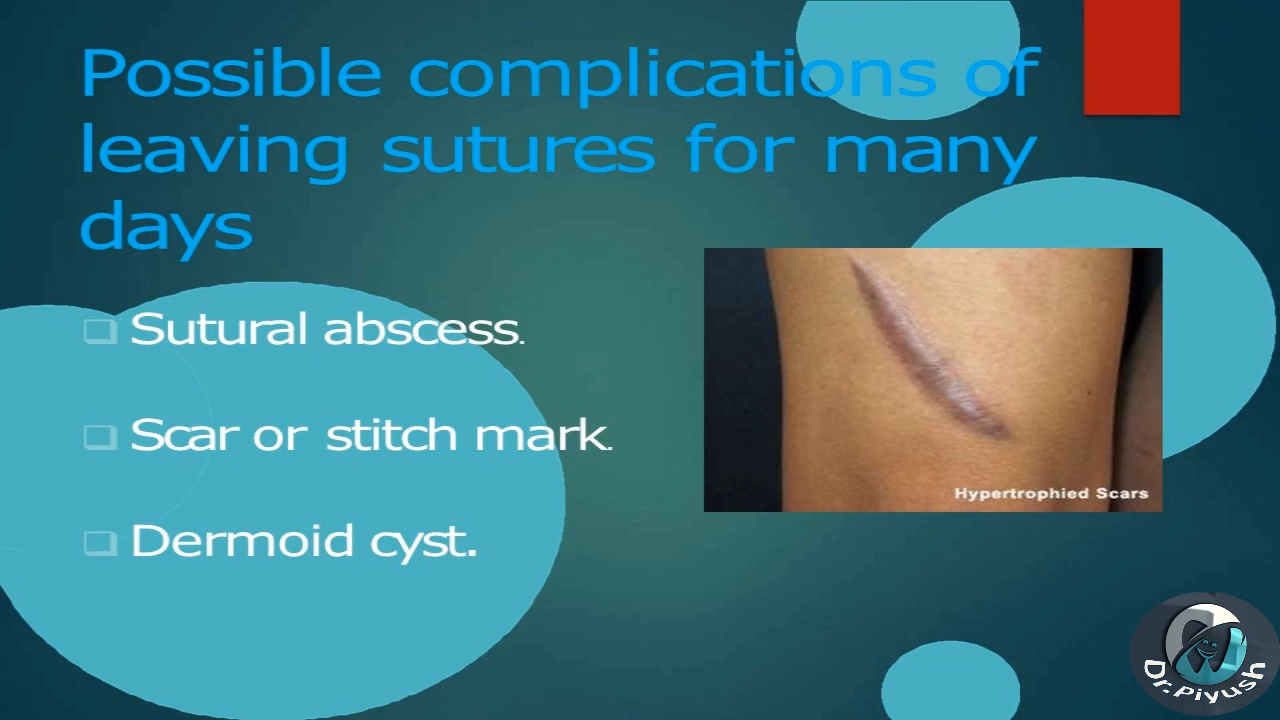 Possible complications of
leaving sutures for many
days
Sutural abscess.
Scar or stitch mark.
Dermoid cyst.
Hypertrophied Scars
Dr. Piyush